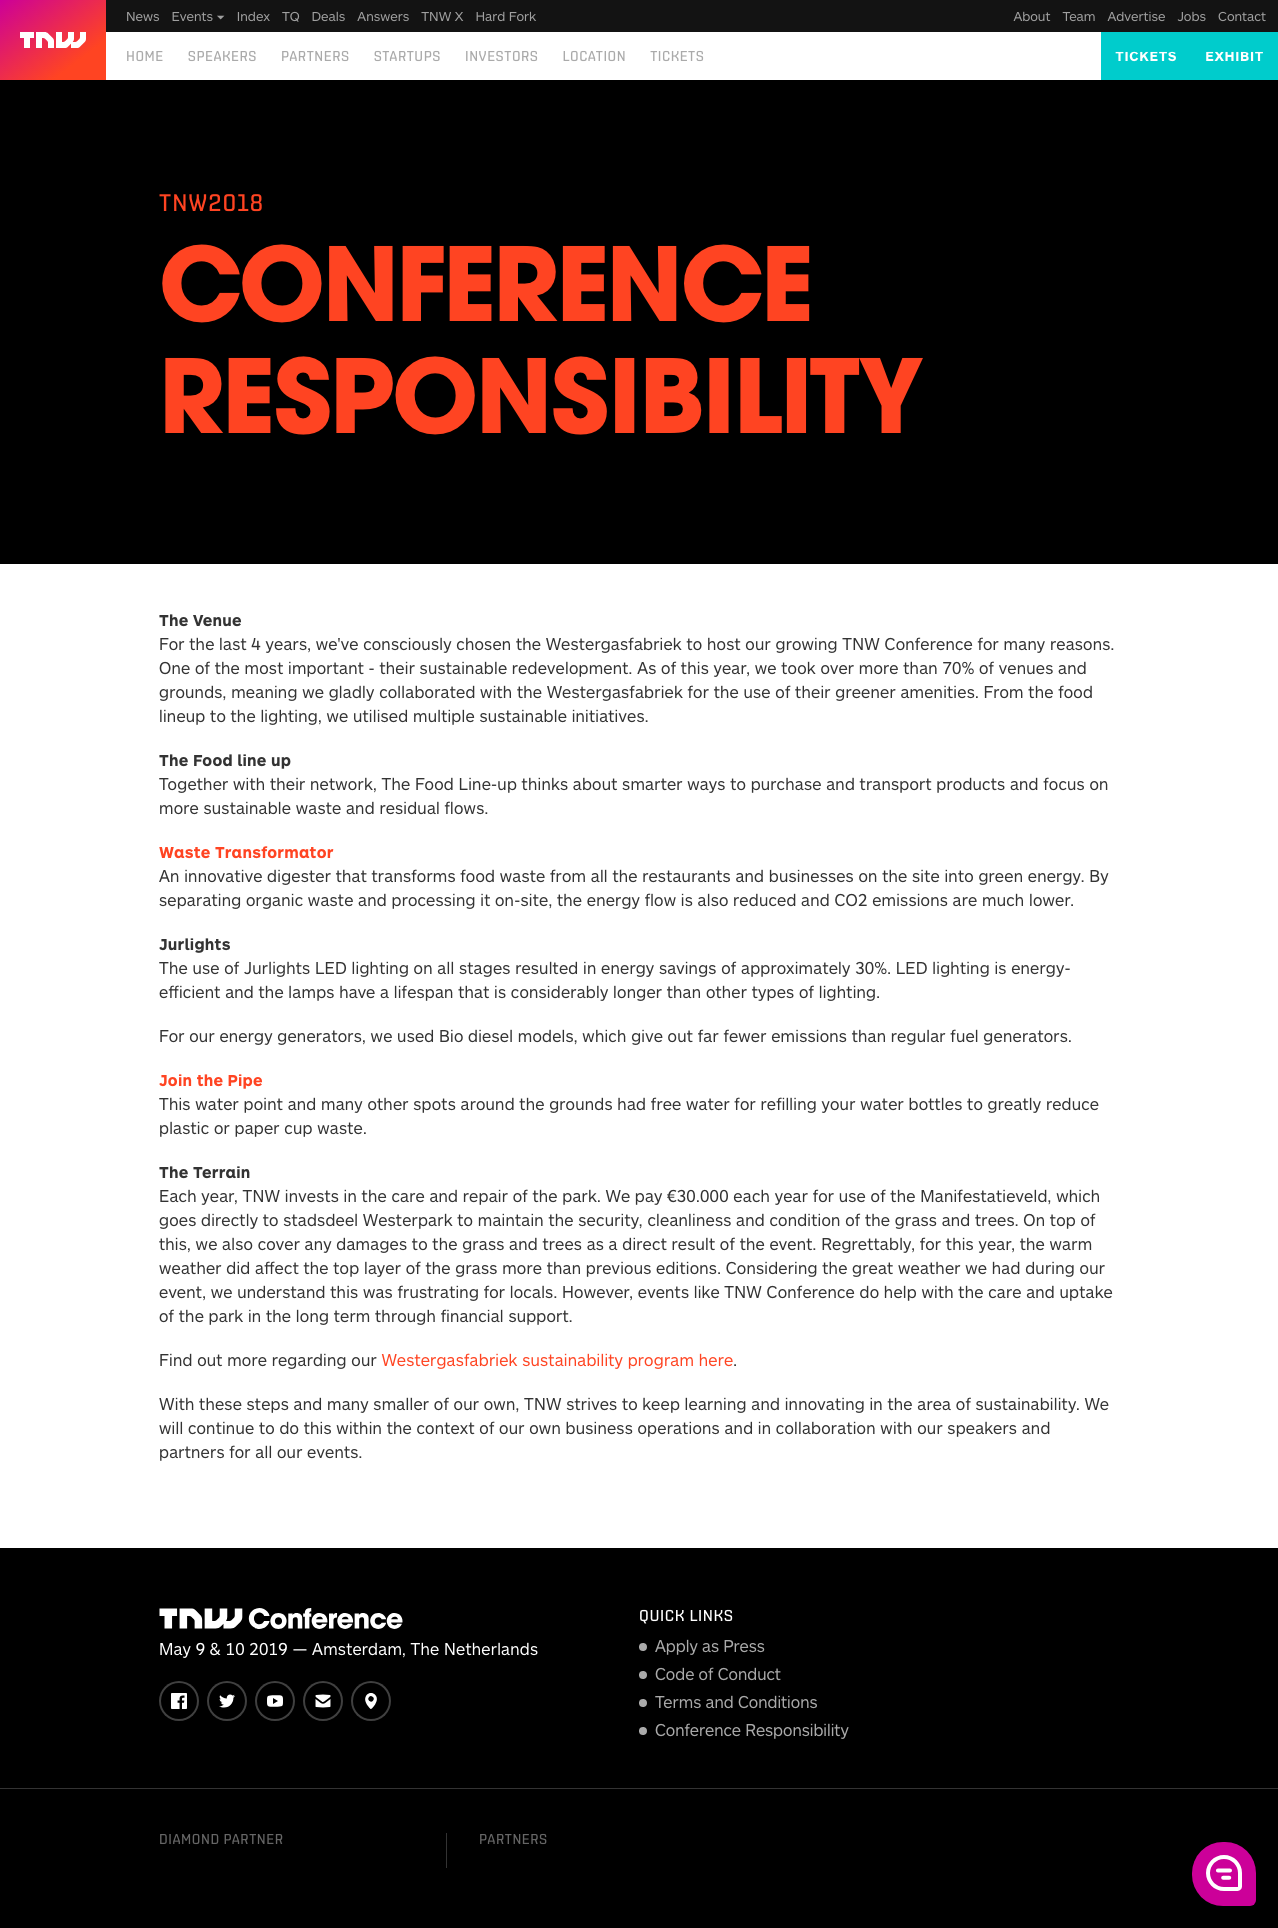 TNW
News Events Index TQ Deals Answers TNW X Hard Fork
About Team Advertise Jobs Contact
HOME SPEAKERS PARTNERS STARTUPS INVESTORS LOCATION TICKETS
TICKETS EXHIBIT
TNW2018
CONFERENCE
RESPONSIBILITY
The Venue
For the last 4 years, we've consciously chosen the Westergasfabriek to host our growing TNW Conference for many reasons.
One of the most important - their sustainable redevelopment. As of this year, we took over more than 70% of venues and
grounds, meaning we gladly collaborated with the Westergasfabriek for the use of their greener amenities. From the food
lineup to the lighting, we utilised multiple sustainable initiatives.
The Food line up
Together with their network, The Food Line-up thinks about smarter ways to purchase and transport products and focus on
more sustainable waste and residual flows.
Waste Transformator
An innovative digester that transforms food waste from all the restaurants and businesses on the site into green energy. By
separating organic waste and processing it on-site, the energy flow is also reduced and CO2 emissions are much lower.
Jurlights
The use of Jurlights LED lighting on all stages resulted in energy savings of approximately 30%. LED lighting is energy-
efficient and the lamps have a lifespan that is considerably longer than other types of lighting.
For our energy generators, we used Bio diesel models, which give out far fewer emissions than regular fuel generators.
Join the Pipe
This water point and many other spots around the grounds had free water for refilling your water bottles to greatly reduce
plastic or paper cup waste.
The Terrain
Each year, TNW invests in the care and repair of the park. We pay €30.000 each year for use of the Manifestatieveld, which
goes directly to stadsdeel Westerpark to maintain the security, cleanliness and condition of the grass and trees. On top of
this, we also cover any damages to the grass and trees as a direct result of the event. Regrettably, for this year, the warm
weather did affect the top layer of the grass more than previous editions. Considering the great weather we had during our
event, we understand this was frustrating for locals. However, events like TNW Conference do help with the care and uptake
of the park in the long term through financial support.
Find out more regarding our Westergasfabriek sustainability program here.
With these steps and many smaller of our own, TNW strives to keep learning and innovating in the area of sustainability. We
will continue to do this within the context of our own business operations and in collaboration with our speakers and
partners for all our events.
TNW Conference
May 9 & 10 2019 — Amsterdam, The Netherlands
QUICK LINKS
Apply as Press
Code of Conduct
Terms and Conditions
Conference Responsibility
DIAMOND PARTNER
PARTNERS